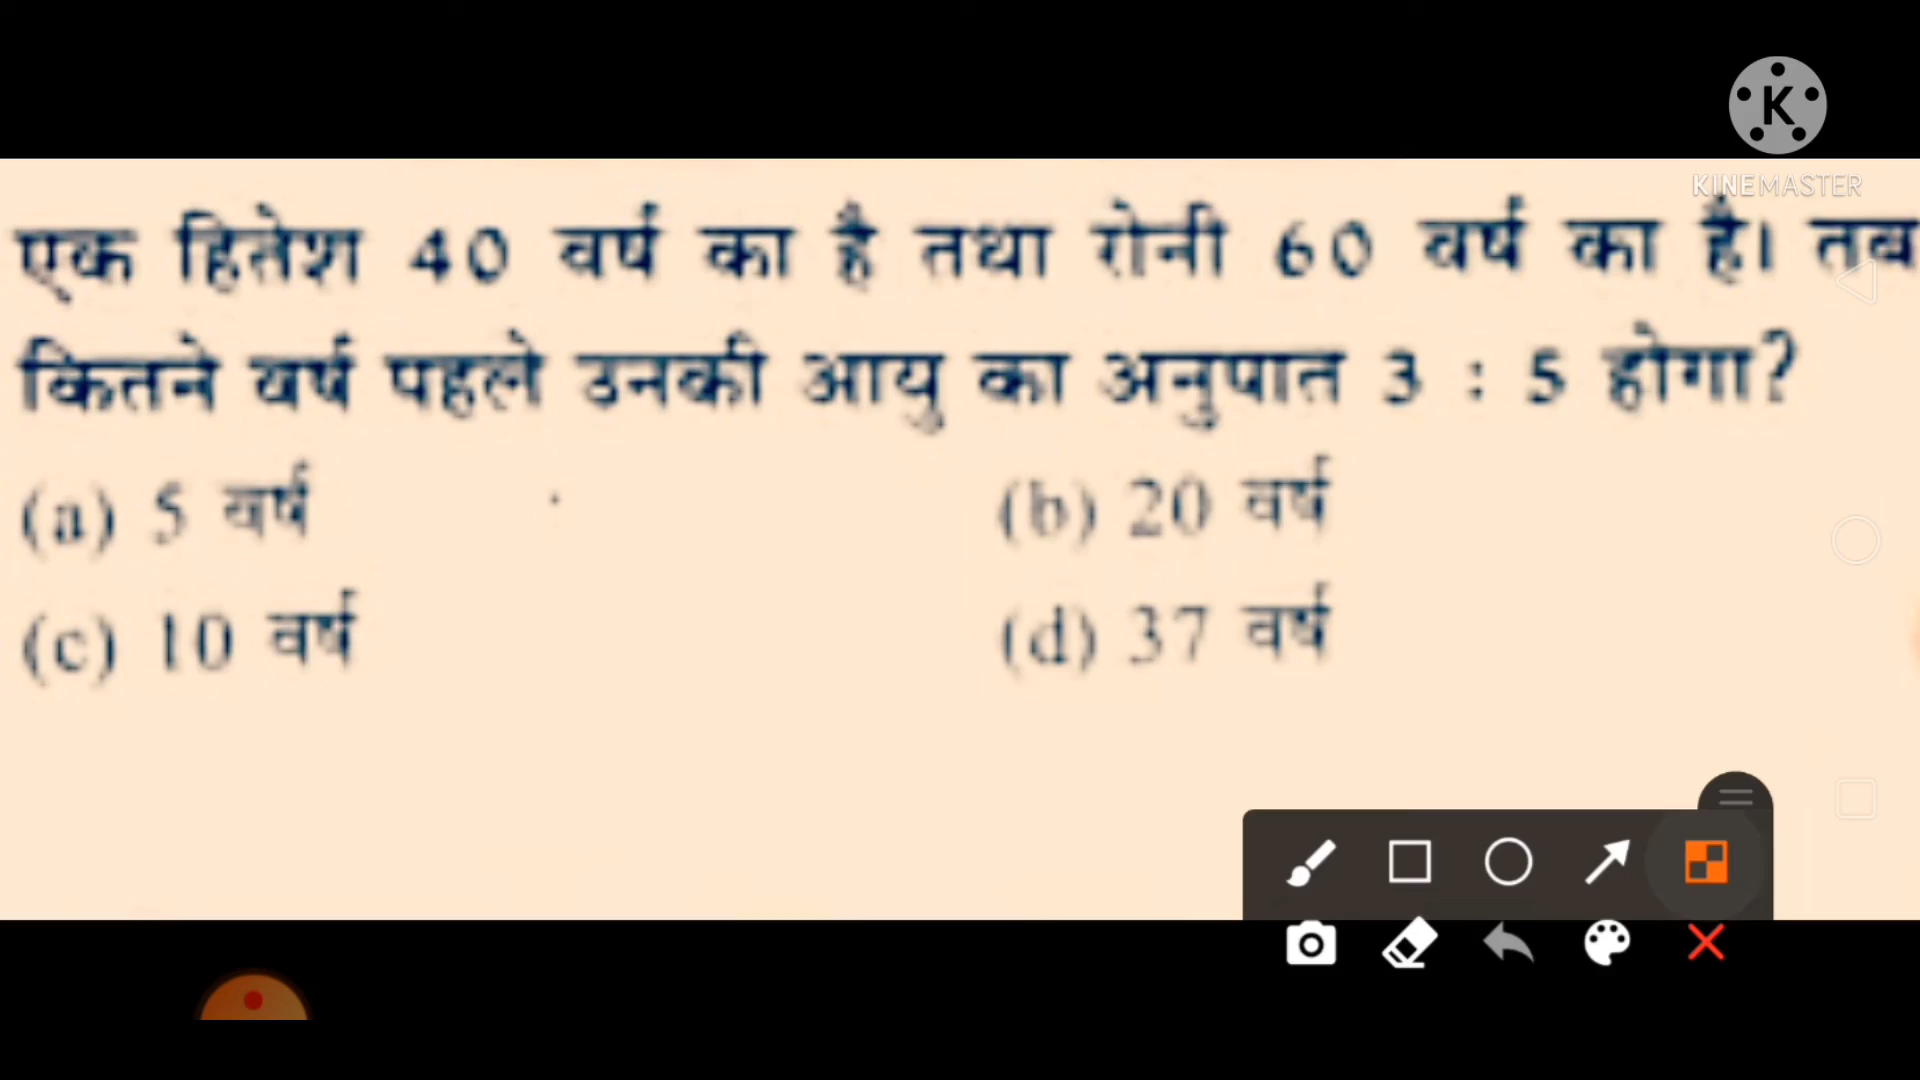 K
KINEMASTER
एक हितेश 40 वर्ष का है तथा रोनी 60 वर्ष का है। तब
कितने वर्ष पहले उनकी आयु का अनुपात 3 : 5 होगा?
(a) 5 वर्ष (b) 20 वर्ष
(c) 10 वर्ष (d) 37 वर्ष